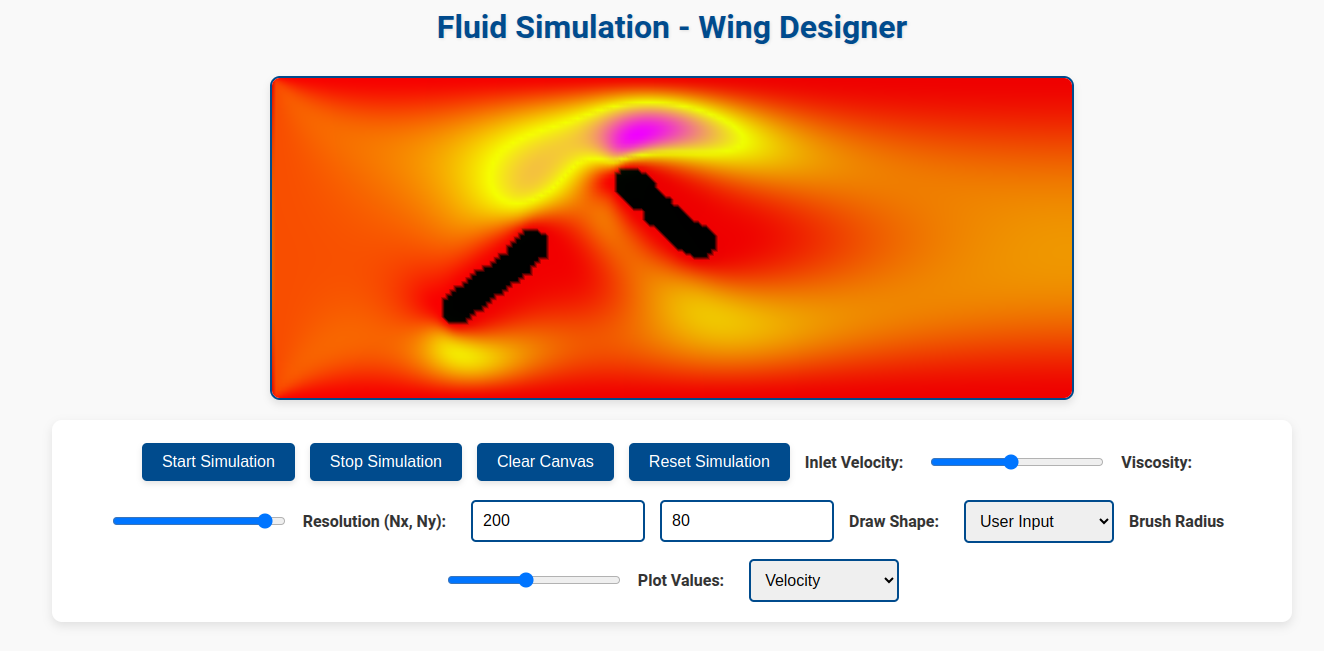 Fluid Simulation - Wing Designer
Start Simulation Stop Simulation Clear Canvas Reset Simulation Inlet Velocity: Viscosity:
Resolution (Nx, Ny): 200 80 Draw Shape: User Input Brush Radius
Plot Values: Velocity